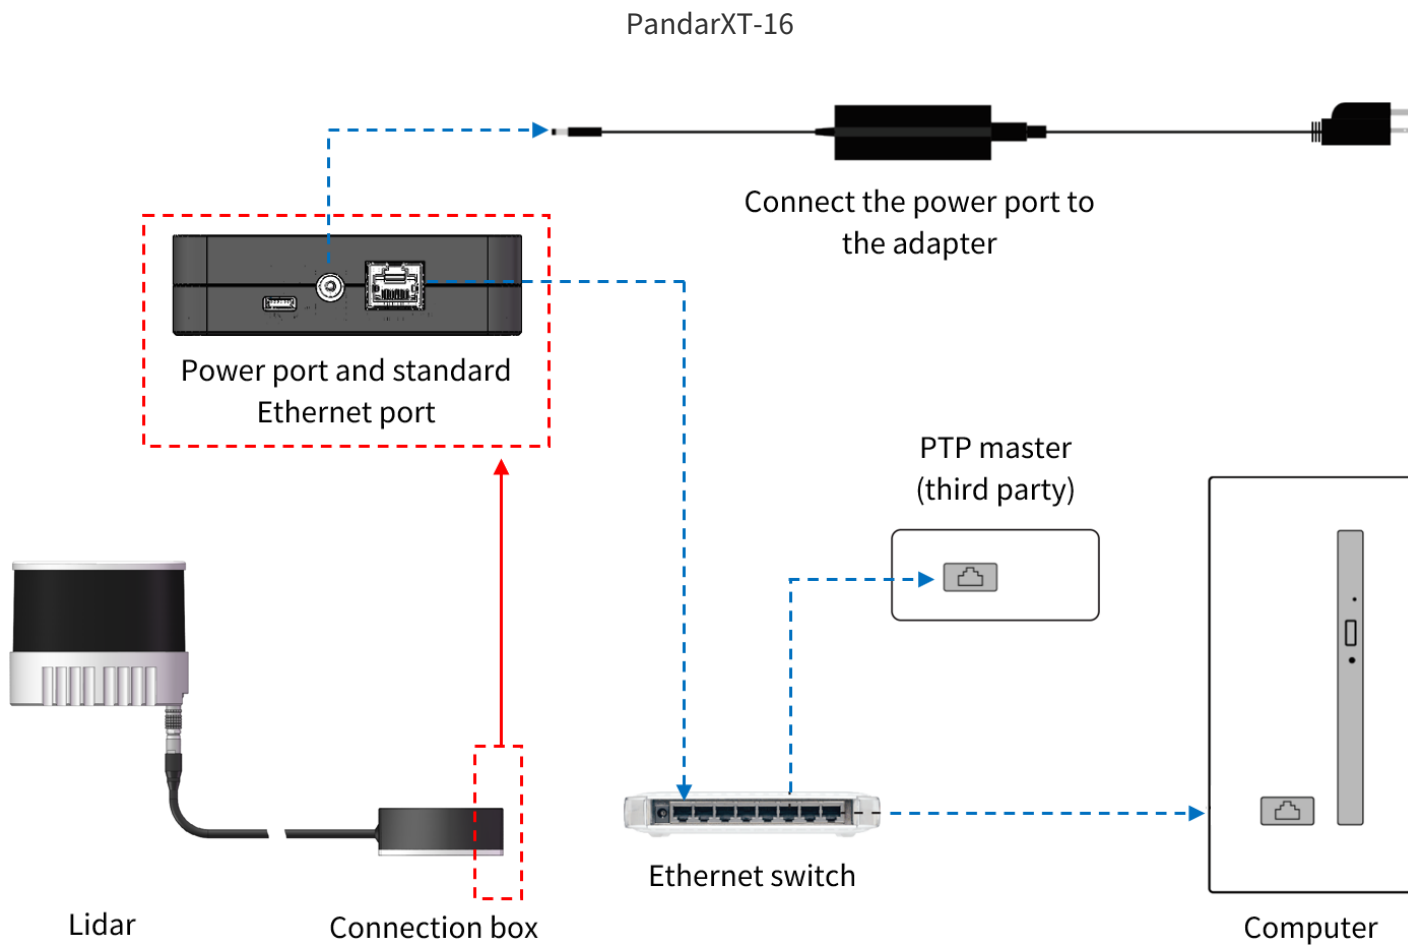 PandarXT-16
Connect the power port to
the adapter
Power port and standard
Ethernet port
PTP master
(third party)
Ethernet switch
Lidar
Connection box
Computer